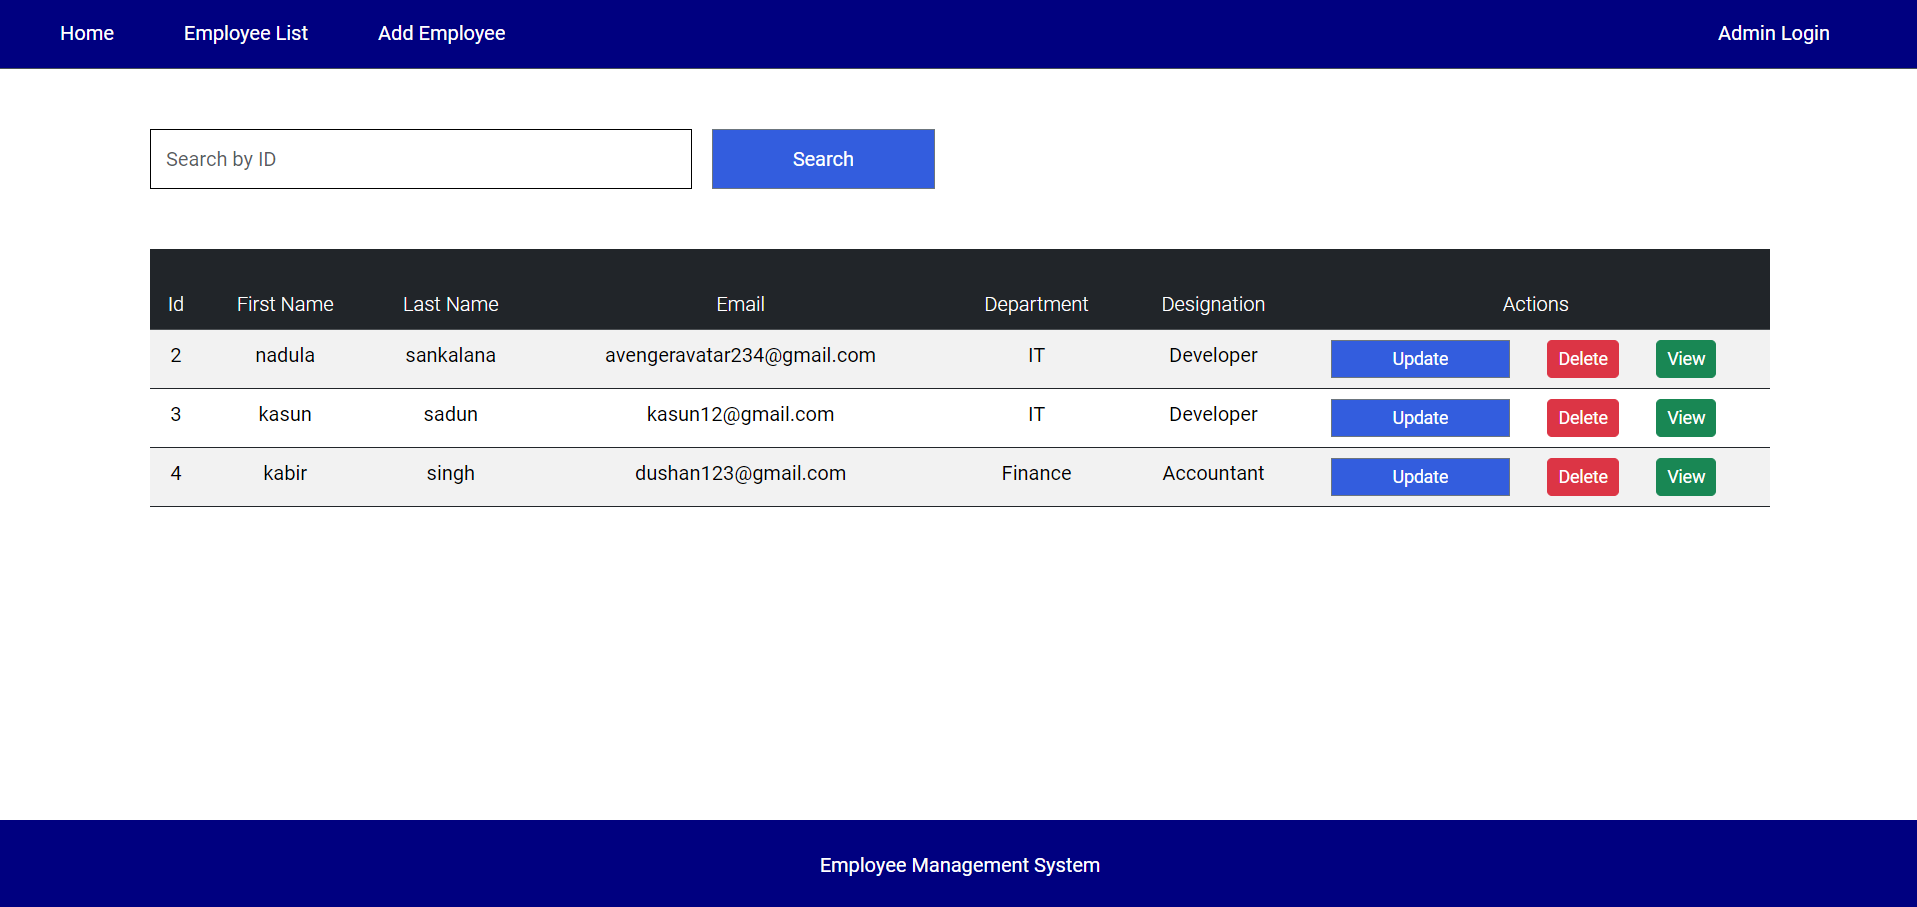 Home Employee List Add Employee Admin Login
Search by ID Search
Id First Name Last Name Email Department Designation Actions
2 nadula sankalana avengeravatar234@gmail.com IT Developer Update Delete View
3 kasun sadun kasun12@gmail.com IT Developer Update Delete View
4 kabir singh dushan123@gmail.com Finance Accountant Update Delete View
Employee Management System